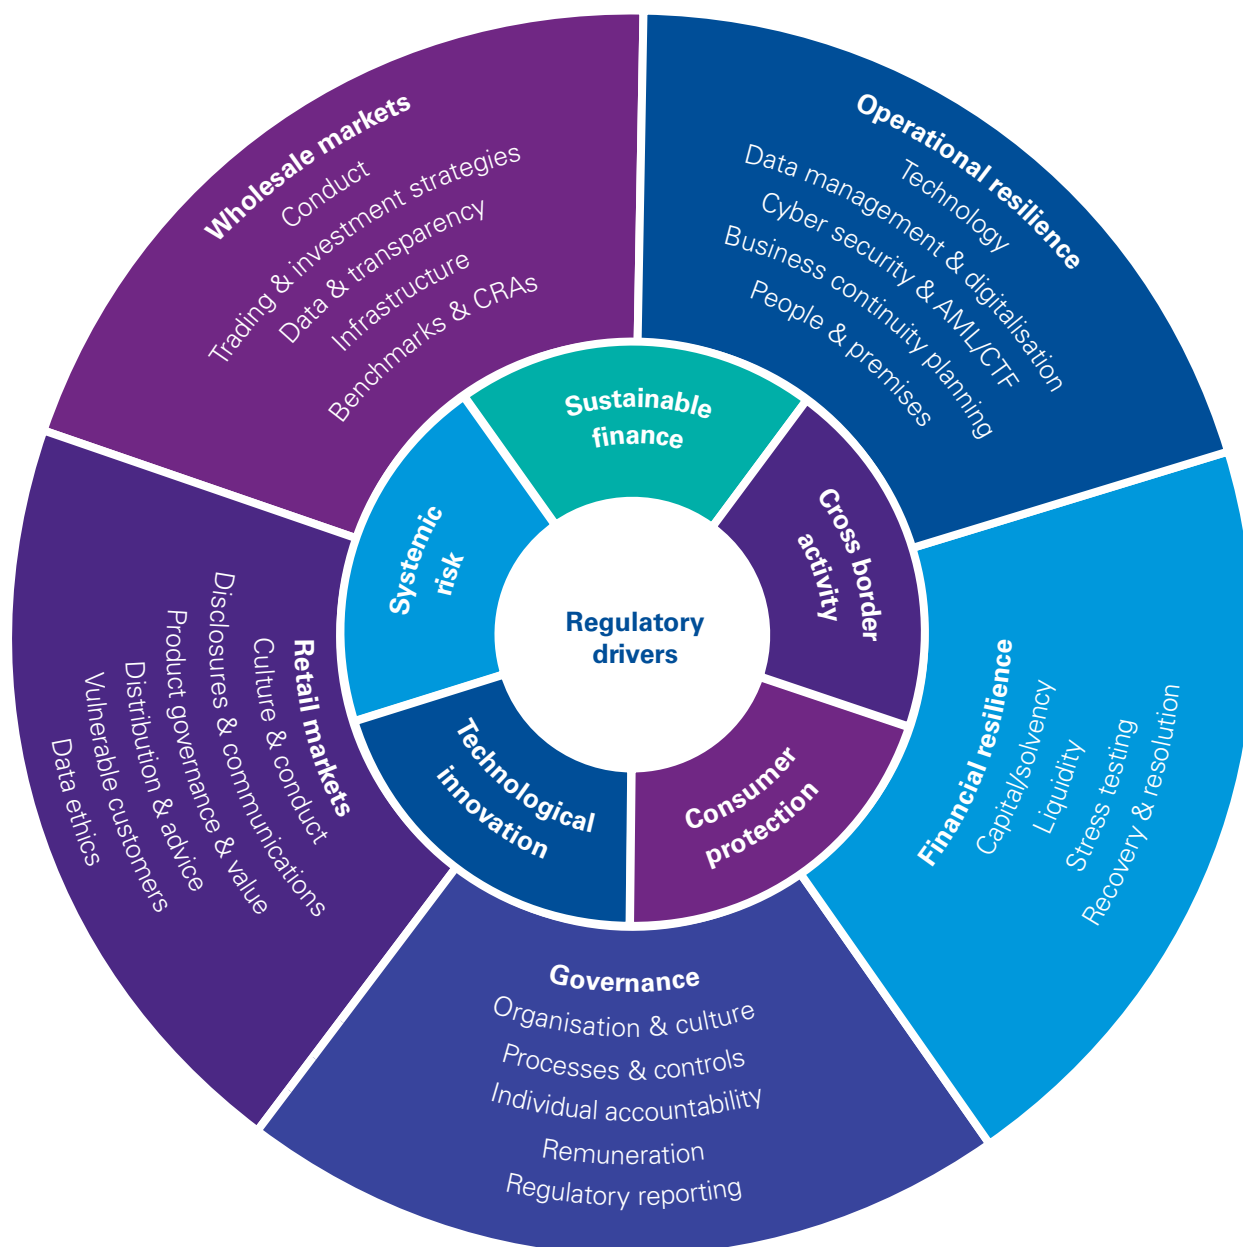 Wholesale markets
Conduct
Trading & investment strategies
Data & transparency
Infrastructure
Benchmarks & CRAs
Operational resilience
Technology
Data management & digitalisation
Cyber security & AML/CTF
Business continuity planning
People & premises
Financial resilience
Capital/solvency
Liquidity
Stress testing
Recovery & resolution
Governance
Organisation & culture
Processes & controls
Individual accountability
Remuneration
Regulatory reporting
Retail markets
Culture & conduct
Disclosures & communications
Product governance & value
Distribution & advice
Vulnerable customers
Data ethics
Sustainable
finance
Cross border
activity
Consumer
protection
Technological
innovation
Systemic
risk
Regulatory
drivers